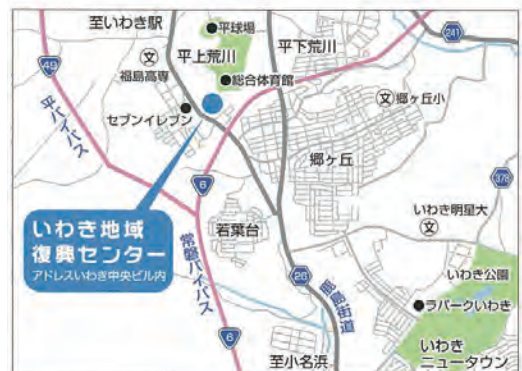 至いわき駅
平球場
平下荒川
平上荒川
241
49
文
福島高専
総合体育館
文 郷ヶ丘小
セブンイレブン
平バイパス
郷ヶ丘
6
378
いわき明星大
文
いわき地域
復興センター
アドレスいわき中央ビル内
若葉台
常磐バイパス
26
鹿島街道
いわき公園
ラパークいわき
6
至小名浜
いわき
ニュータウン